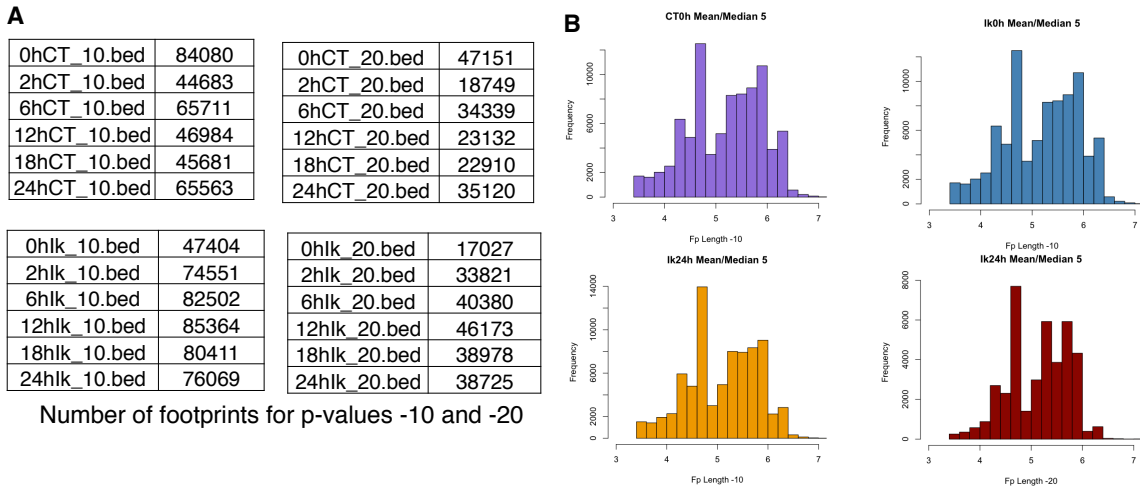 A
0hCT_10.bed 84080
2hCT_10.bed 44683
6hCT_10.bed 65711
12hCT_10.bed 46984
18hCT_10.bed 45681
24hCT_10.bed 65563
0hCT_20.bed 47151
2hCT_20.bed 18749
6hCT_20.bed 34339
12hCT_20.bed 23132
18hCT_20.bed 22910
24hCT_20.bed 35120
0hIk_10.bed 47404
2hIk_10.bed 74551
6hIk_10.bed 82502
12hIk_10.bed 85364
18hIk_10.bed 80411
24hIk_10.bed 76069
0hIk_20.bed 17027
2hIk_20.bed 33821
6hIk_20.bed 40380
12hIk_20.bed 46173
18hIk_20.bed 38978
24hIk_20.bed 38725
Number of footprints for p-values -10 and -20
B
CT0h Mean/Median 5
Frequency
0 2000 6000 10000
3 4 5 6 7
Fp Length -10
Ik0h Mean/Median 5
Frequency
0 2000 6000 10000
3 4 5 6 7
Fp Length -10
Ik24h Mean/Median 5
Frequency
0 2000 6000 10000 14000
3 4 5 6 7
Fp Length -10
Ik24h Mean/Median 5
Frequency
0 2000 4000 6000 8000
3 4 5 6 7
Fp Length -20